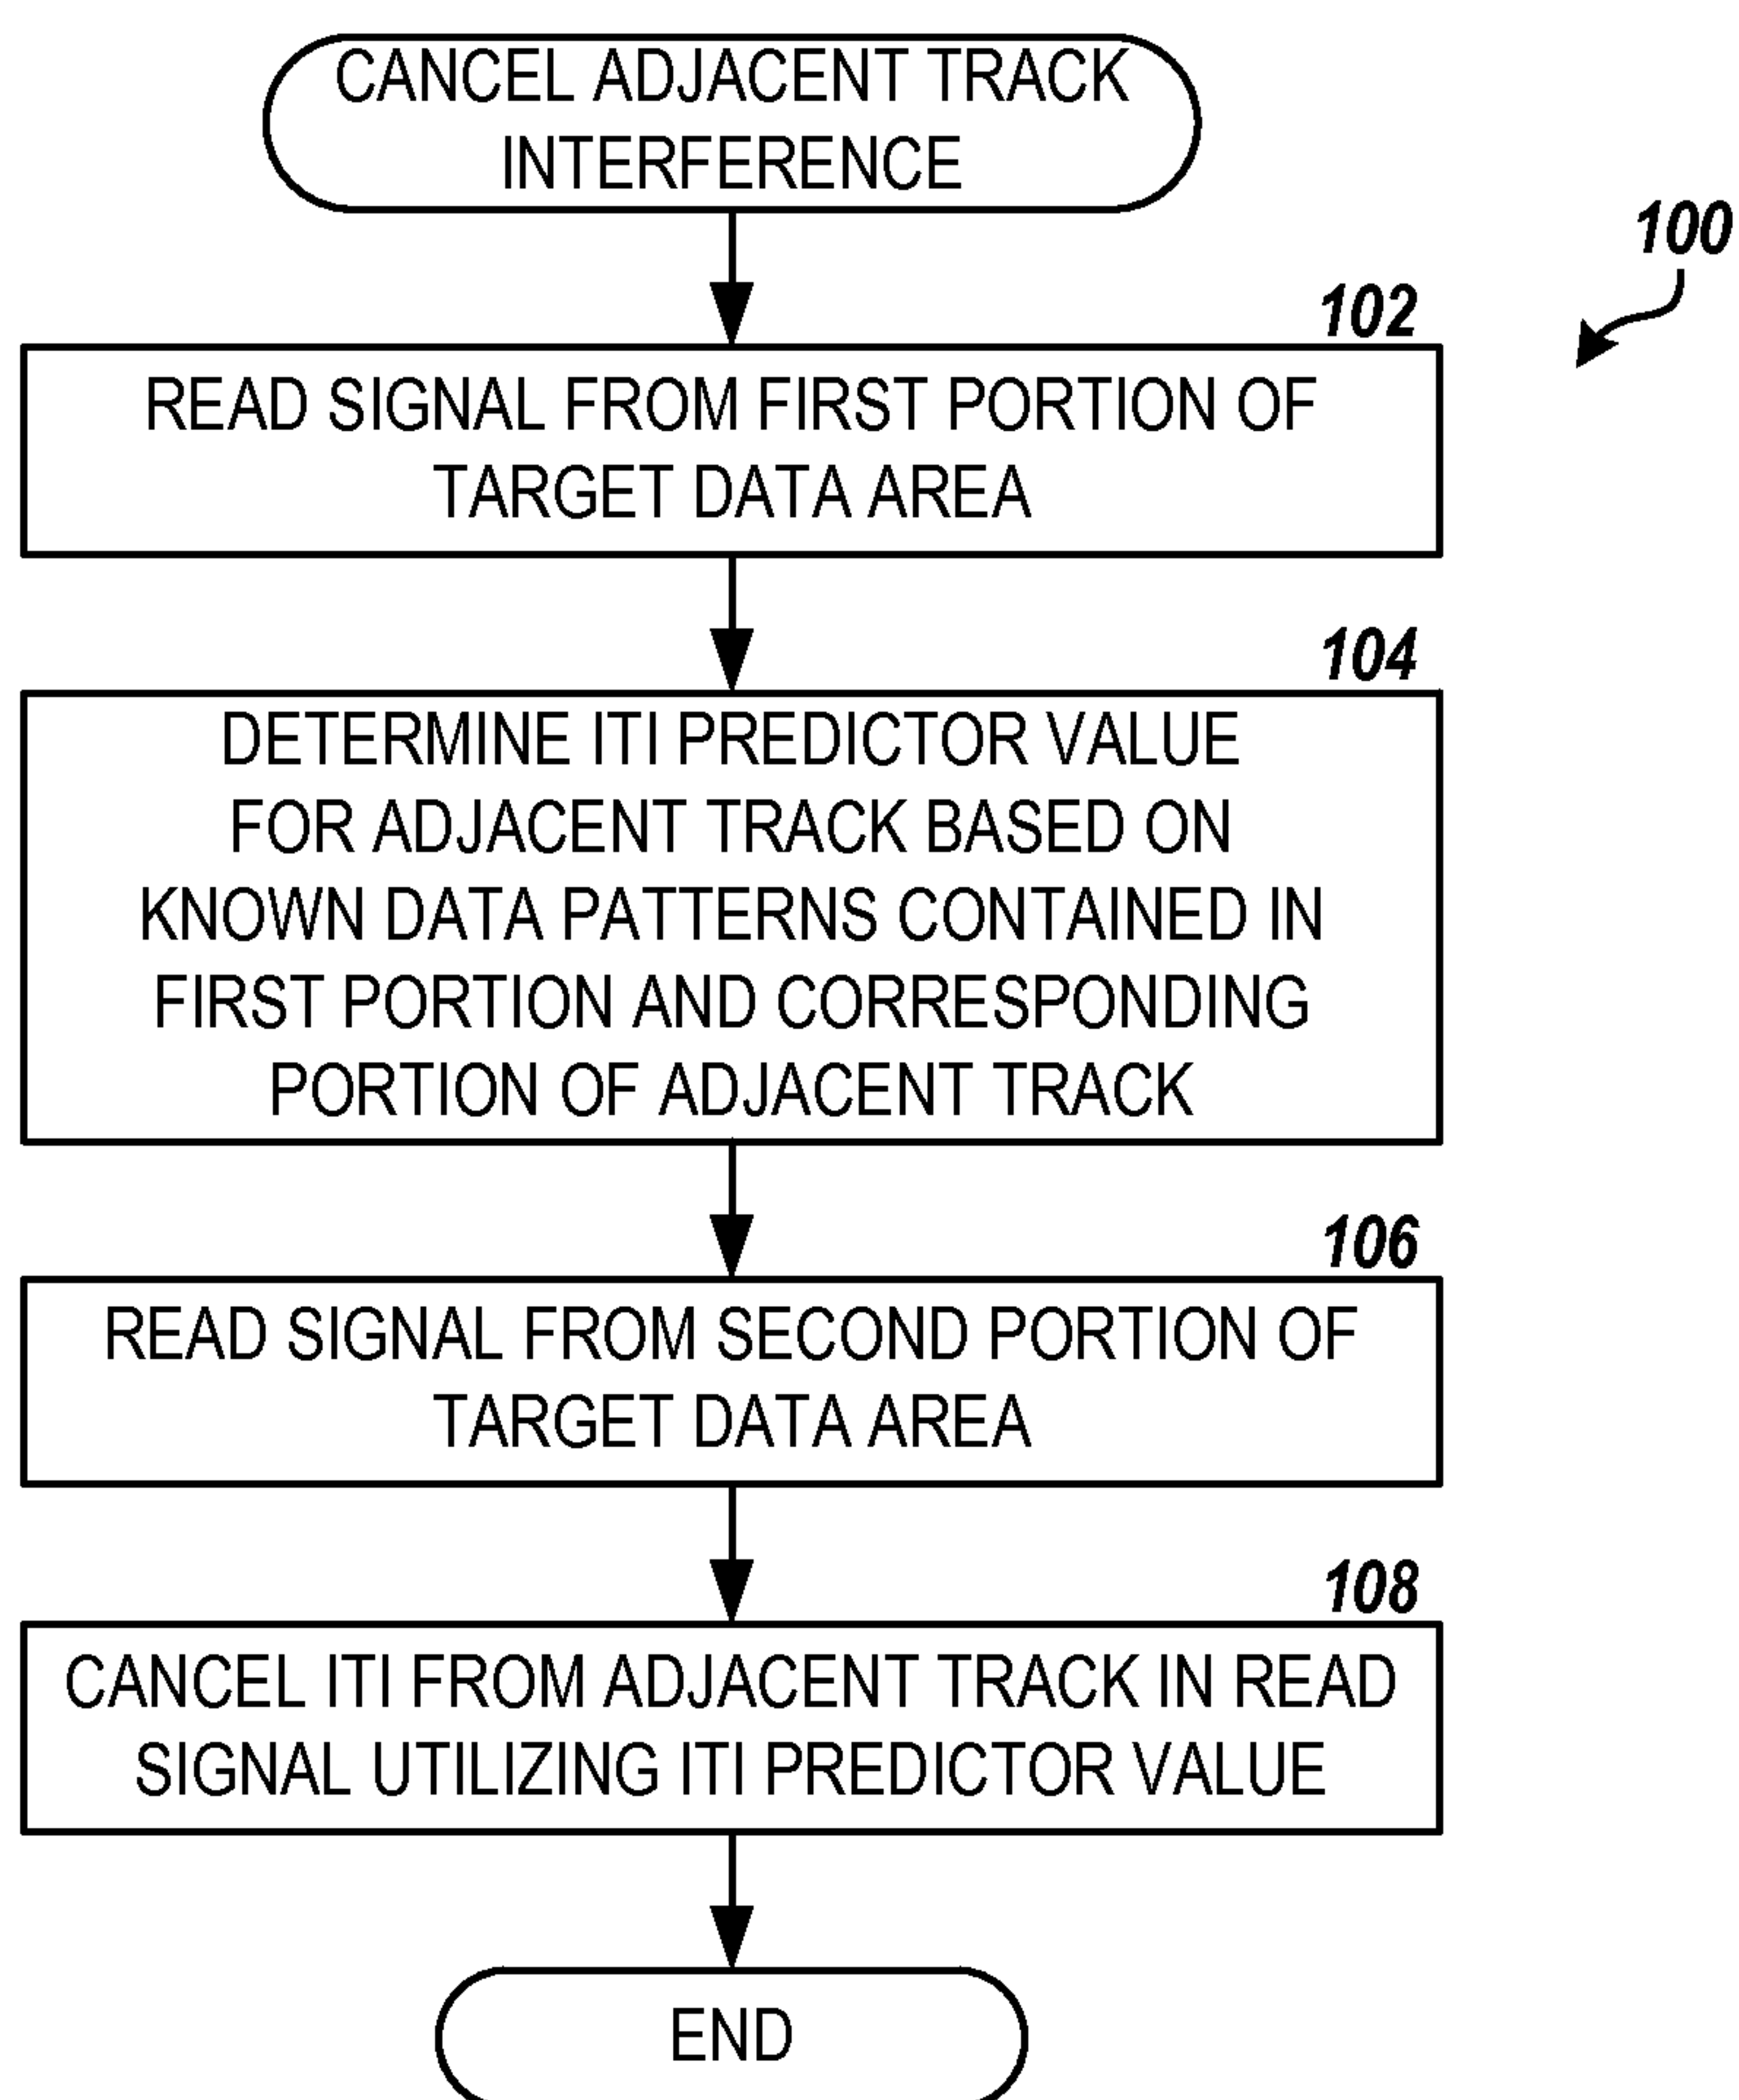 CANCEL ADJACENT TRACK
INTERFERENCE
100
102
READ SIGNAL FROM FIRST PORTION OF
TARGET DATA AREA
104
DETERMINE ITI PREDICTOR VALUE
FOR ADJACENT TRACK BASED ON
KNOWN DATA PATTERNS CONTAINED IN
FIRST PORTION AND CORRESPONDING
PORTION OF ADJACENT TRACK
106
READ SIGNAL FROM SECOND PORTION OF
TARGET DATA AREA
108
CANCEL ITI FROM ADJACENT TRACK IN READ
SIGNAL UTILIZING ITI PREDICTOR VALUE
END